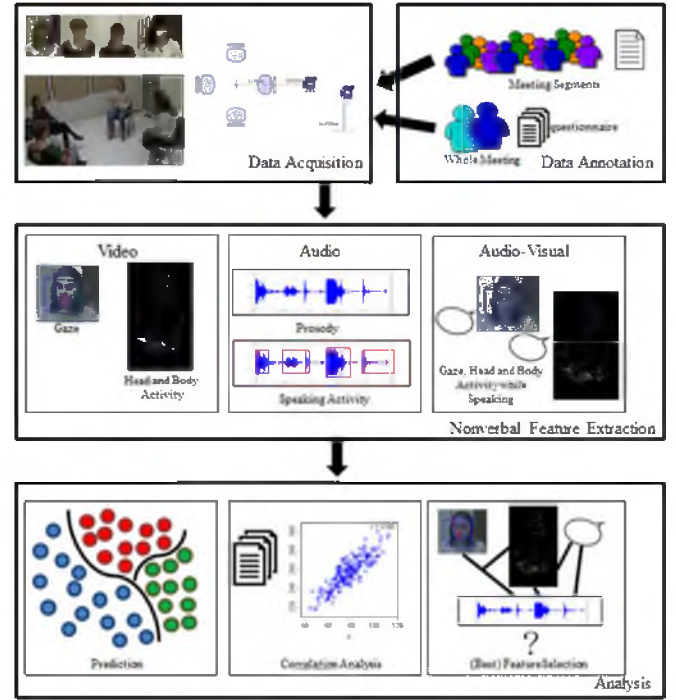 Meeting Segments
questionnaire
Whole Meeting
Data Acquisition
Data Annotation
Video
Audio
Audio-Visual
Gaze
Prosody
Head and Body
Activity
Speaking Activity
Gaze, Head and Body
Activity while
Speaking
Nonverbal Feature Extraction
?
Prediction
Correlation Analysis
(Best) Feature Selection
Analysis